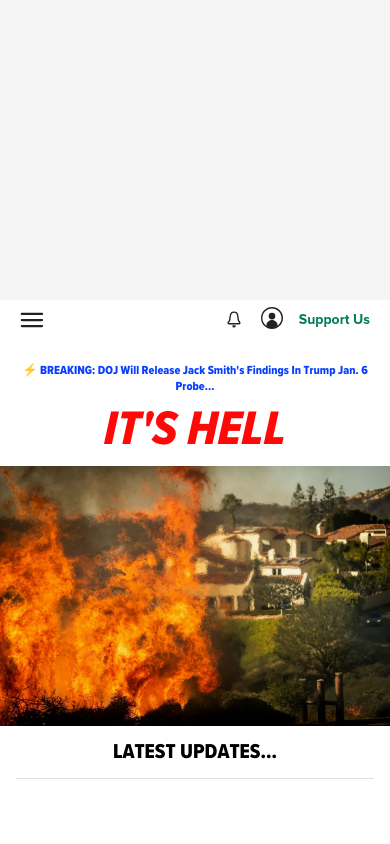 Support Us
⚡ BREAKING: DOJ Will Release Jack Smith's Findings In Trump Jan. 6
Probe...
IT'S HELL
LATEST UPDATES...